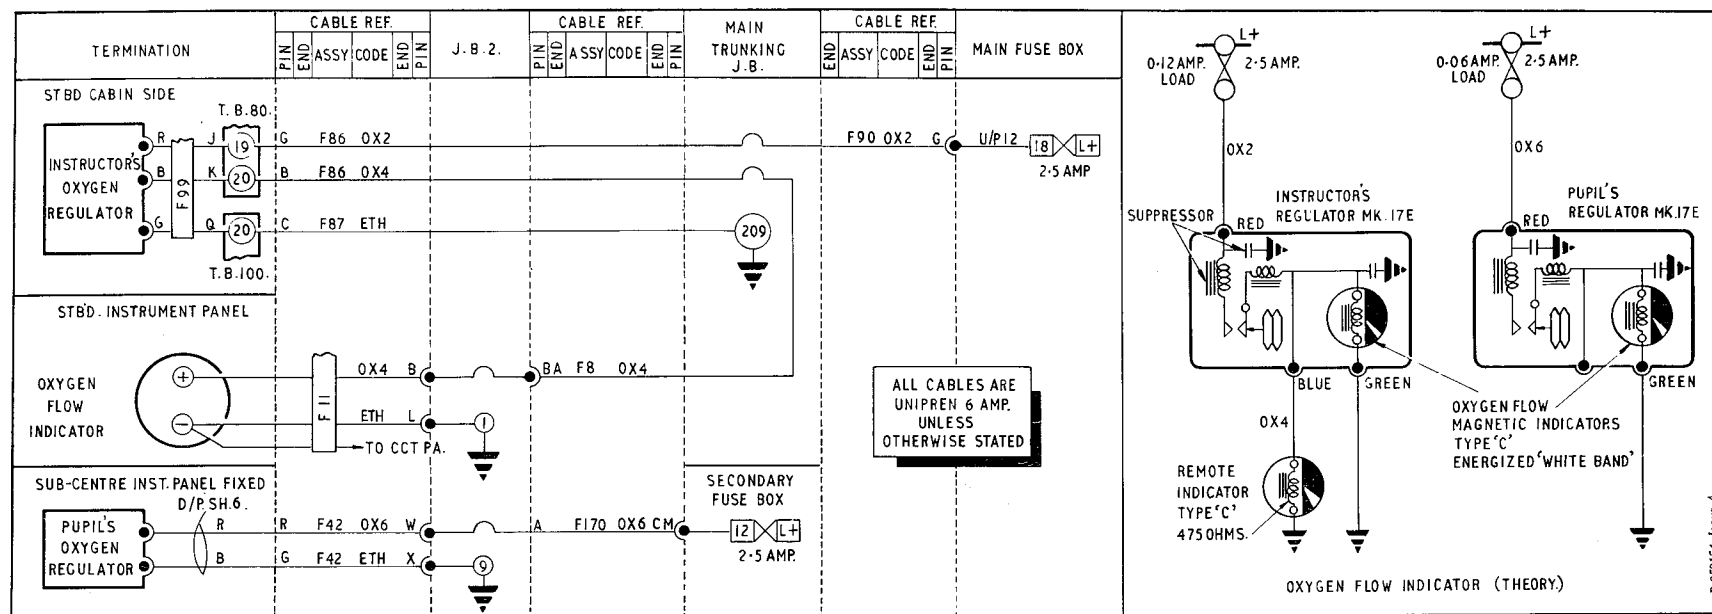 TERMINATION
CABLE REF.
PIN END ASSY CODE END PIN
J.B.2.
CABLE REF.
PIN END ASSY CODE END PIN
MAIN
TRUNKING
J.B.
CABLE REF.
END ASSY CODE END PIN
MAIN FUSE BOX
STBD CABIN SIDE
T.B.80.
INSTRUCTOR'S
OXYGEN
REGULATOR
R J 19 G F86 OX2 F90 OX2 G U/P12 18 L+
2·5 AMP
B K 20 B F86 OX4
F99
G Q 20 C F87 ETH 209
T.B.100.
STB'D. INSTRUMENT PANEL
OXYGEN
FLOW
INDICATOR
+
−
F11
OX4 B BA F8 OX4
ETH L 1
TO CCT PA.
ALL CABLES ARE
UNIPREN 6 AMP.
UNLESS
OTHERWISE STATED
SUB-CENTRE INST. PANEL FIXED
D/P. SH.6.
SECONDARY
FUSE BOX
PUPIL'S
OXYGEN
REGULATOR
R R F42 OX6 W A F170 OX6 CM 12 L+
2·5 AMP.
B G F42 ETH X 9
L+
0·12 AMP.
LOAD
2·5 AMP.
L+
0·06 AMP.
LOAD
2·5 AMP.
OX2
OX6
INSTRUCTOR'S
REGULATOR MK.17E
PUPIL'S
REGULATOR MK.17E
SUPPRESSOR
RED
RED
BLUE
GREEN
GREEN
OX4
OXYGEN FLOW
MAGNETIC INDICATORS
TYPE 'C'
ENERGIZED 'WHITE BAND'
REMOTE
INDICATOR
TYPE 'C'
475 OHMS.
OXYGEN FLOW INDICATOR (THEORY.)